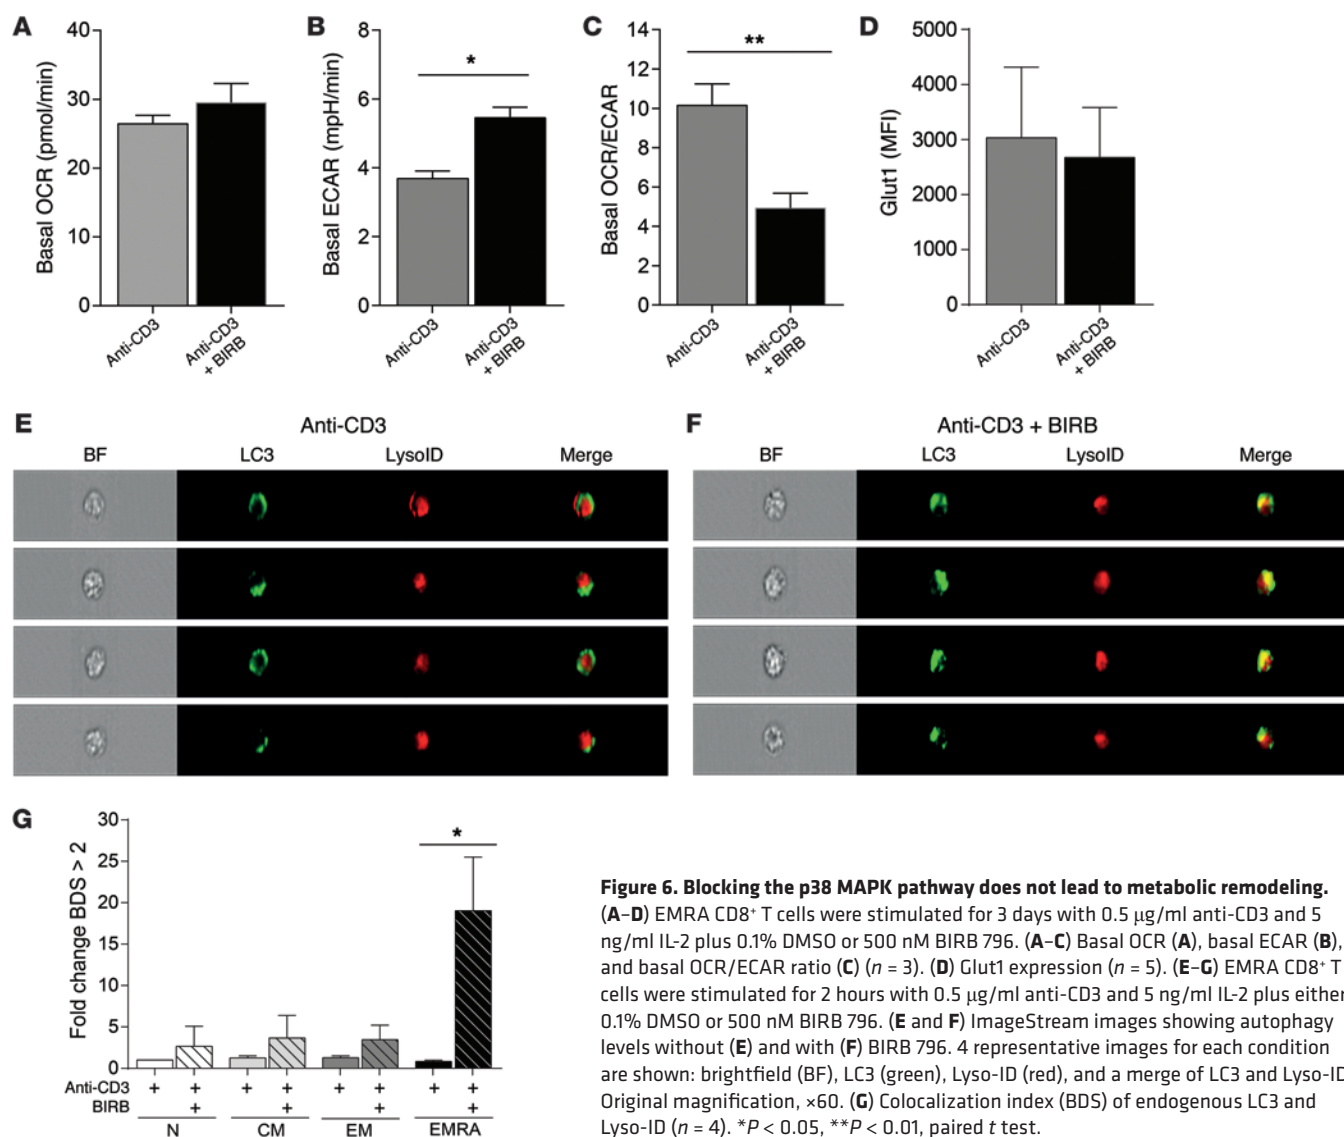 A
Basal OCR (pmol/min)
40
30
20
10
0
Anti-CD3
Anti-CD3
+ BIRB
B
Basal ECAR (mpH/min)
8
6
4
2
0
*
Anti-CD3
Anti-CD3
+ BIRB
C
Basal OCR/ECAR
14
12
10
8
6
4
2
0
**
Anti-CD3
Anti-CD3
+ BIRB
D
Glut1 (MFI)
5000
4000
3000
2000
1000
0
Anti-CD3
Anti-CD3
+ BIRB
E
Anti-CD3
BF LC3 LysoID Merge
F
Anti-CD3 + BIRB
BF LC3 LysoID Merge
G
Fold change BDS > 2
30
25
20
15
10
5
0
*
Anti-CD3 + + + + + + + +
BIRB + + + +
N CM EM EMRA
Figure 6. Blocking the p38 MAPK pathway does not lead to metabolic remodeling.
(A–D) EMRA CD8⁺ T cells were stimulated for 3 days with 0.5 μg/ml anti-CD3 and 5
ng/ml IL-2 plus 0.1% DMSO or 500 nM BIRB 796. (A–C) Basal OCR (A), basal ECAR (B),
and basal OCR/ECAR ratio (C) (n = 3). (D) Glut1 expression (n = 5). (E–G) EMRA CD8⁺ T
cells were stimulated for 2 hours with 0.5 μg/ml anti-CD3 and 5 ng/ml IL-2 plus either
0.1% DMSO or 500 nM BIRB 796. (E and F) ImageStream images showing autophagy
levels without (E) and with (F) BIRB 796. 4 representative images for each condition
are shown: brightfield (BF), LC3 (green), Lyso-ID (red), and a merge of LC3 and Lyso-ID
Original magnification, ×60. (G) Colocalization index (BDS) of endogenous LC3 and
Lyso-ID (n = 4). *P < 0.05, **P < 0.01, paired t test.